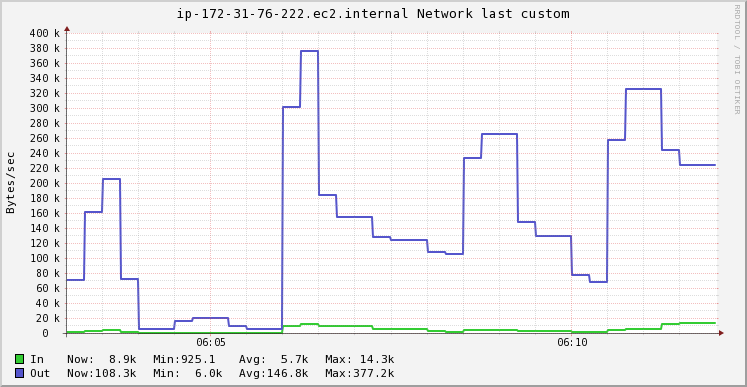 ip-172-31-76-222.ec2.internal Network last custom
RRDTOOL / TOBI OETIKER
Bytes/sec
400 k
380 k
360 k
340 k
320 k
300 k
280 k
260 k
240 k
220 k
200 k
180 k
160 k
140 k
120 k
100 k
80 k
60 k
40 k
20 k
0
06:05 06:10
In Now: 8.9k Min:925.1 Avg: 5.7k Max: 14.3k
Out Now:108.3k Min: 6.0k Avg:146.8k Max:377.2k